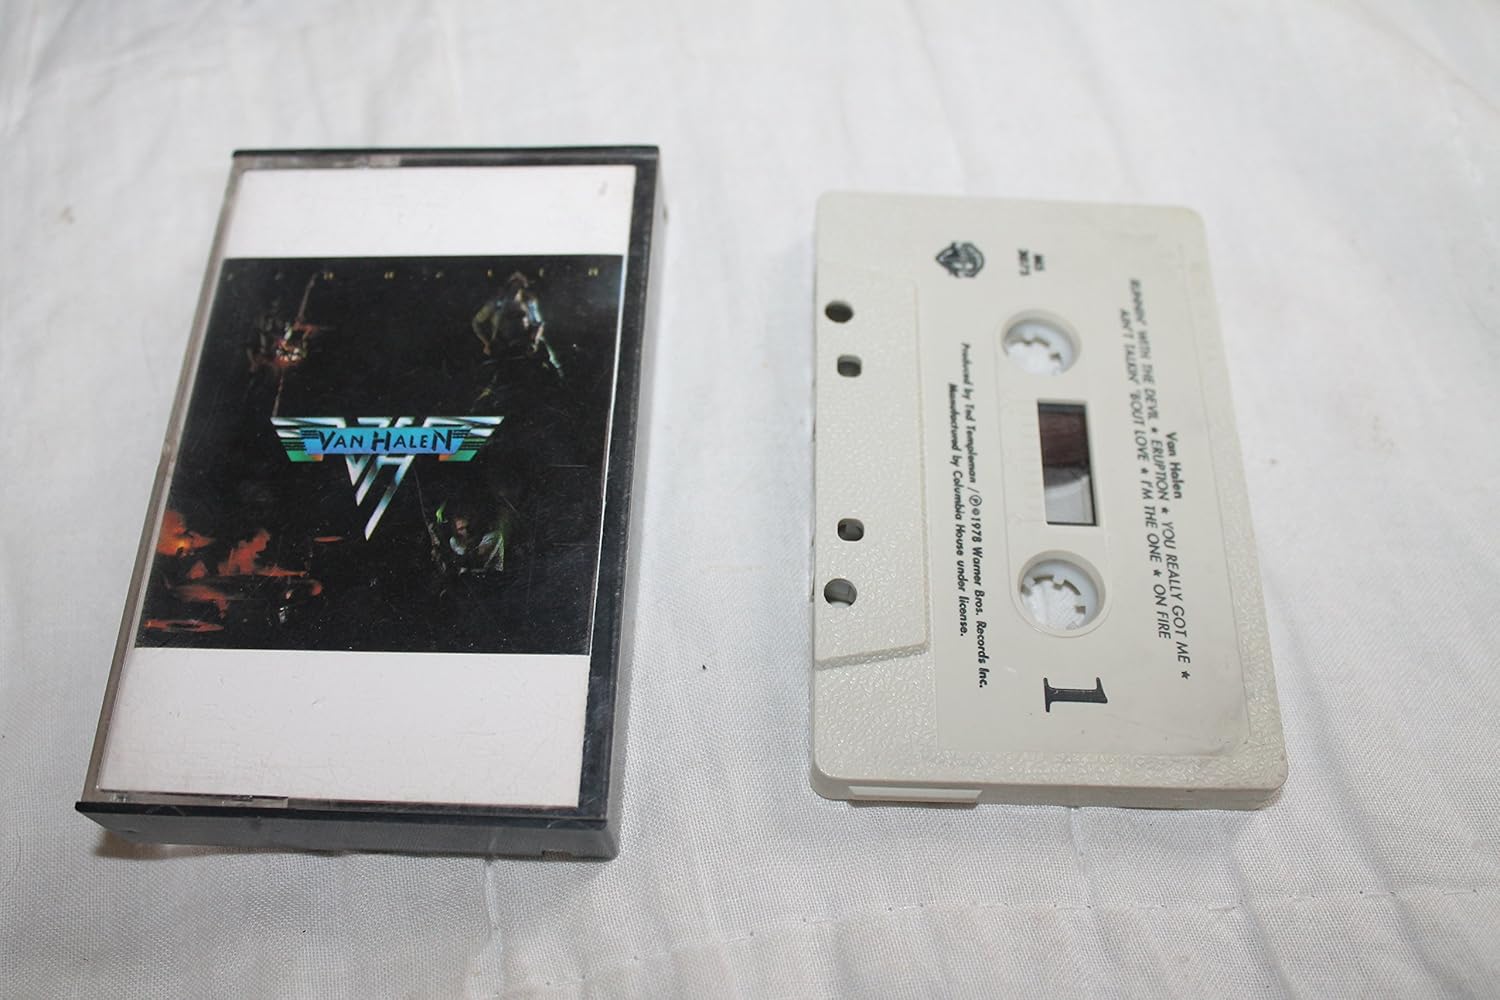 VAN HALEN
Van Halen
RUNNIN' WITH THE DEVIL ★ ERUPTION ★ YOU REALLY GOT ME ★
AIN'T TALKIN' 'BOUT LOVE ★ I'M THE ONE ★ ON FIRE
1
Produced by Ted Templeman / ℗©1978 Warner Bros. Records Inc.
Manufactured by Columbia House under license.